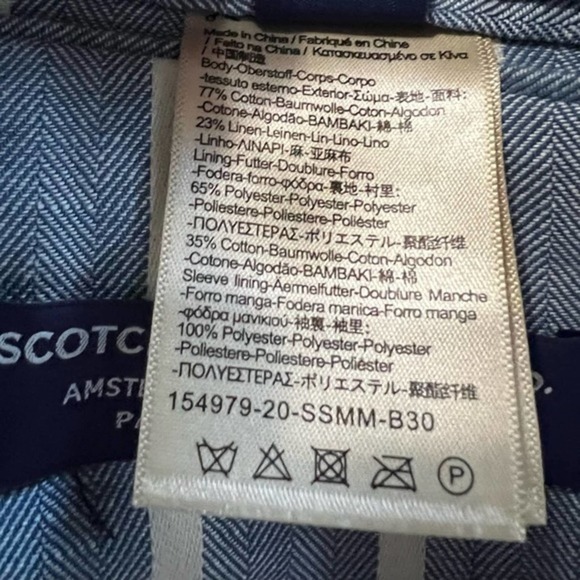 Made in China / Fabriqué en Chine
/ Feito na China / Κατασκευασμένο σε Κίνα
/ 中国制造
Body-Oberstoff-Corps-Corpo
-tessuto esterno-Exterior-Σώμα-表地-面料:
77% Cotton-Baumwolle-Coton-Algodon
-Cotone-Algodão-BAMBAKI-綿-棉
23% Linen-Leinen-Lin-Lino-Lino
-Linho-ΛΙΝΑΡΙ-麻-亚麻布
Lining-Futter-Doublure-Forro
-Fodera-forro-φόδρα-裏地-衬里:
65% Polyester-Polyester-Polyester
-Poliestere-Poliestere-Poliéster
-ΠΟΛΥΕΣΤΕΡΑΣ-ポリエステル-聚酯纤维
35% Cotton-Baumwolle-Coton-Algodon
-Cotone-Algodão-BAMBAKI-綿-棉
Sleeve lining-Aermelfutter-Doublure Manche
-Forro manga-Fodera manica-Forro manga
-φόδρα μανικιού-袖裏-袖里:
100% Polyester-Polyester-Polyester
-Poliestere-Poliestere-Poliéster
-ΠΟΛΥΕΣΤΕΡΑΣ-ポリエステル-聚酯纤维
154979-20-SSMM-B30
P
SCOTC
AMSTE